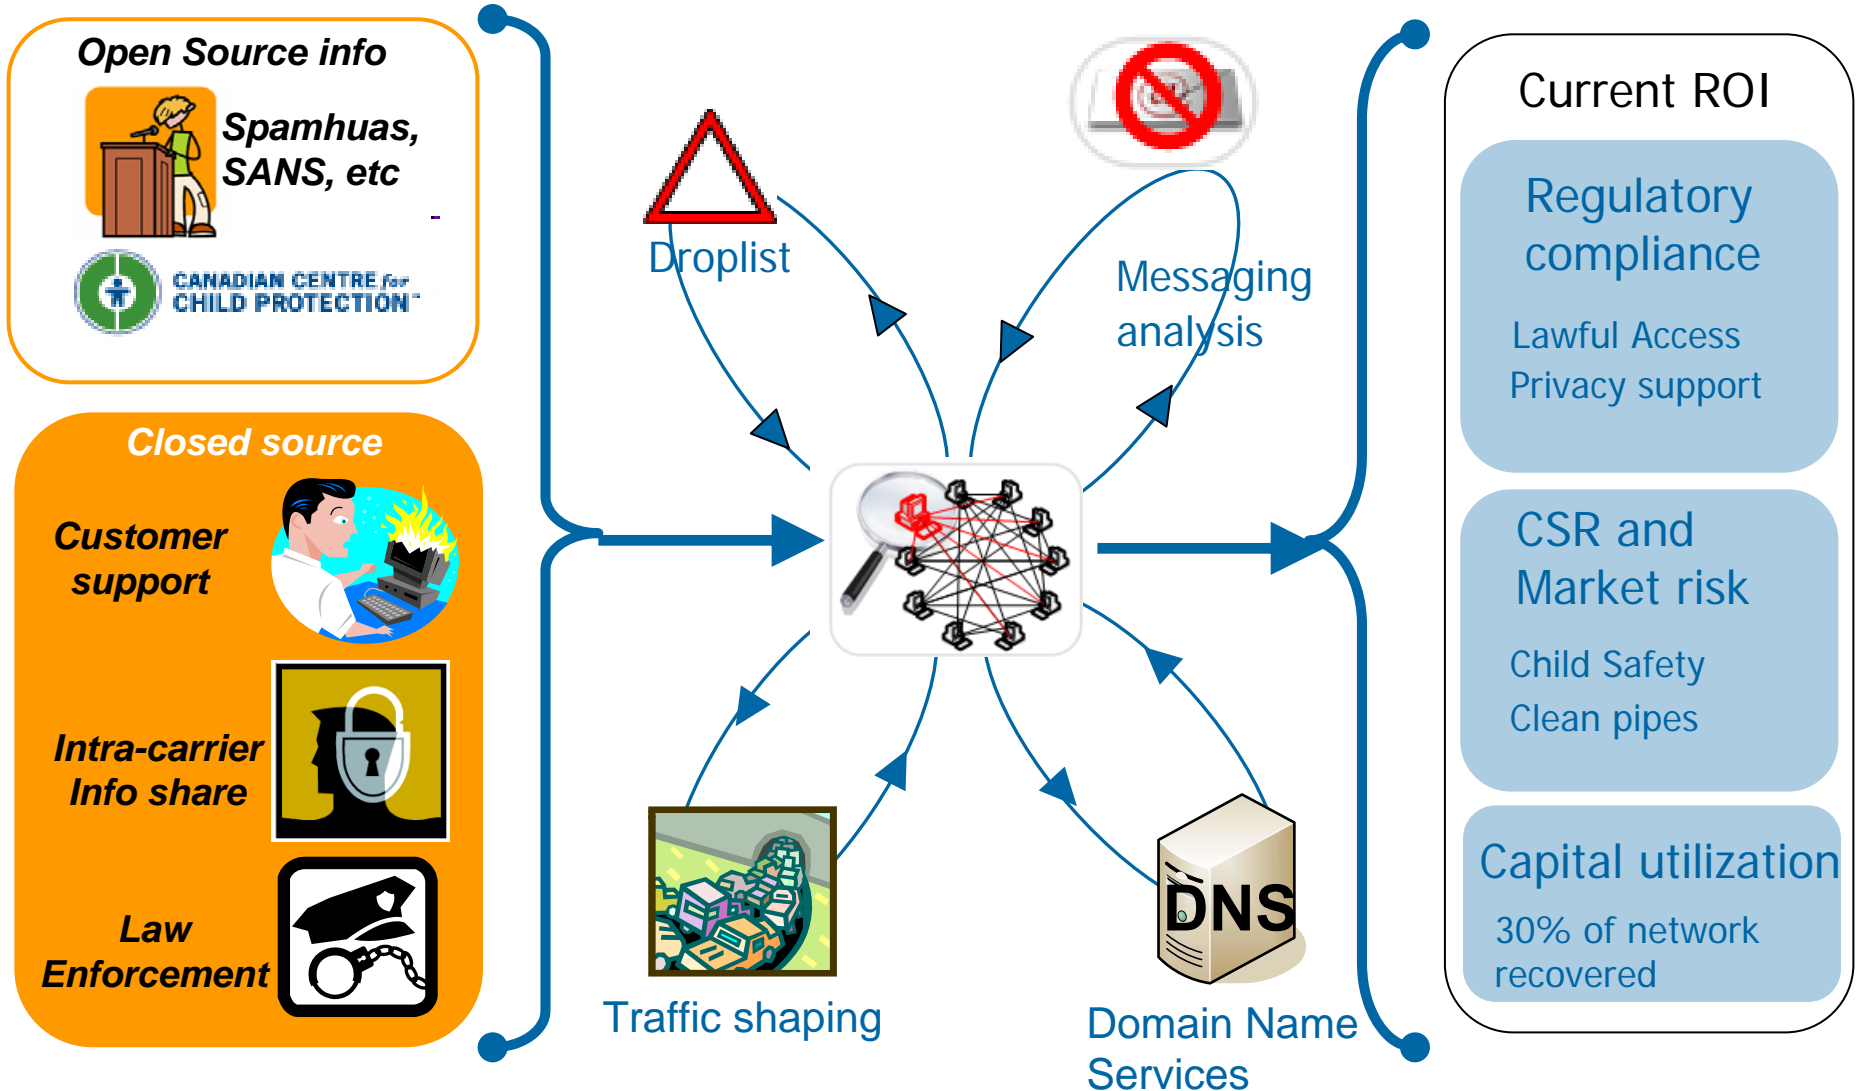 Open Source info
Spamhuas,
SANS, etc
CANADIAN CENTRE for
CHILD PROTECTION™
Closed source
Customer
support
Intra-carrier
Info share
Law
Enforcement
Droplist
Messaging
analysis
Traffic shaping
DNS
Domain Name
Services
Current ROI
Regulatory
compliance
Lawful Access
Privacy support
CSR and
Market risk
Child Safety
Clean pipes
Capital utilization
30% of network
recovered